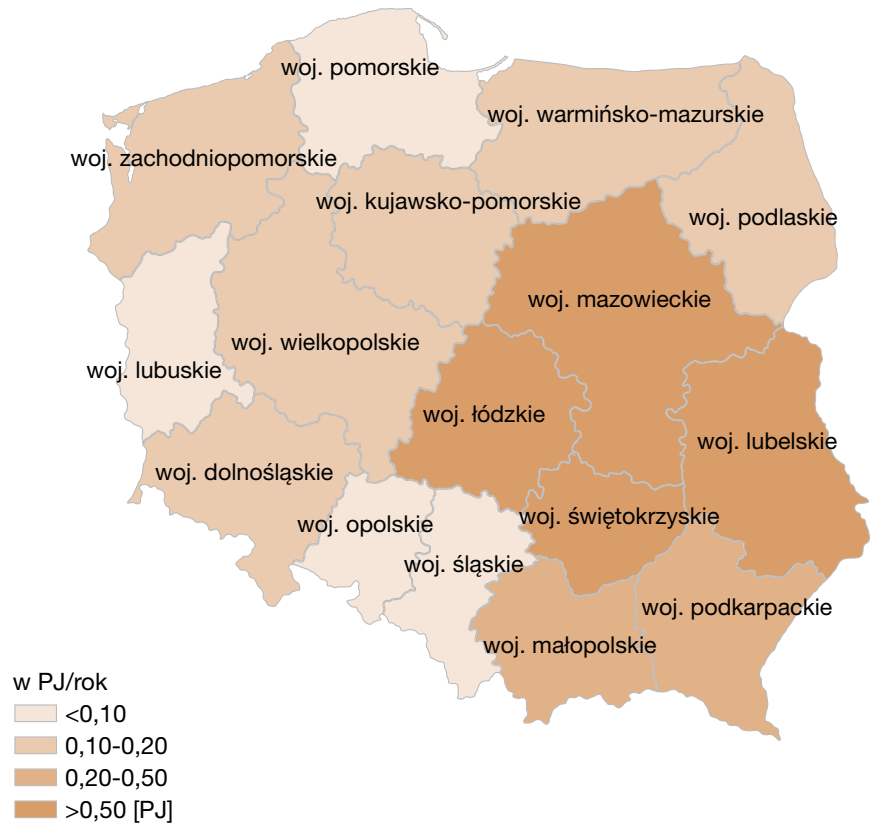 woj. pomorskie
woj. warmińsko-mazurskie
woj. zachodniopomorskie
woj. kujawsko-pomorskie
woj. podlaskie
woj. mazowieckie
woj. wielkopolskie
woj. lubuskie
woj. łódzkie
woj. lubelskie
woj. dolnośląskie
woj. świętokrzyskie
woj. opolskie
woj. śląskie
woj. podkarpackie
woj. małopolskie
w PJ/rok
<0,10
0,10-0,20
0,20-0,50
>0,50 [PJ]